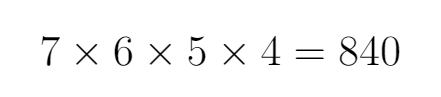 7 × 6 × 5 × 4 = 840